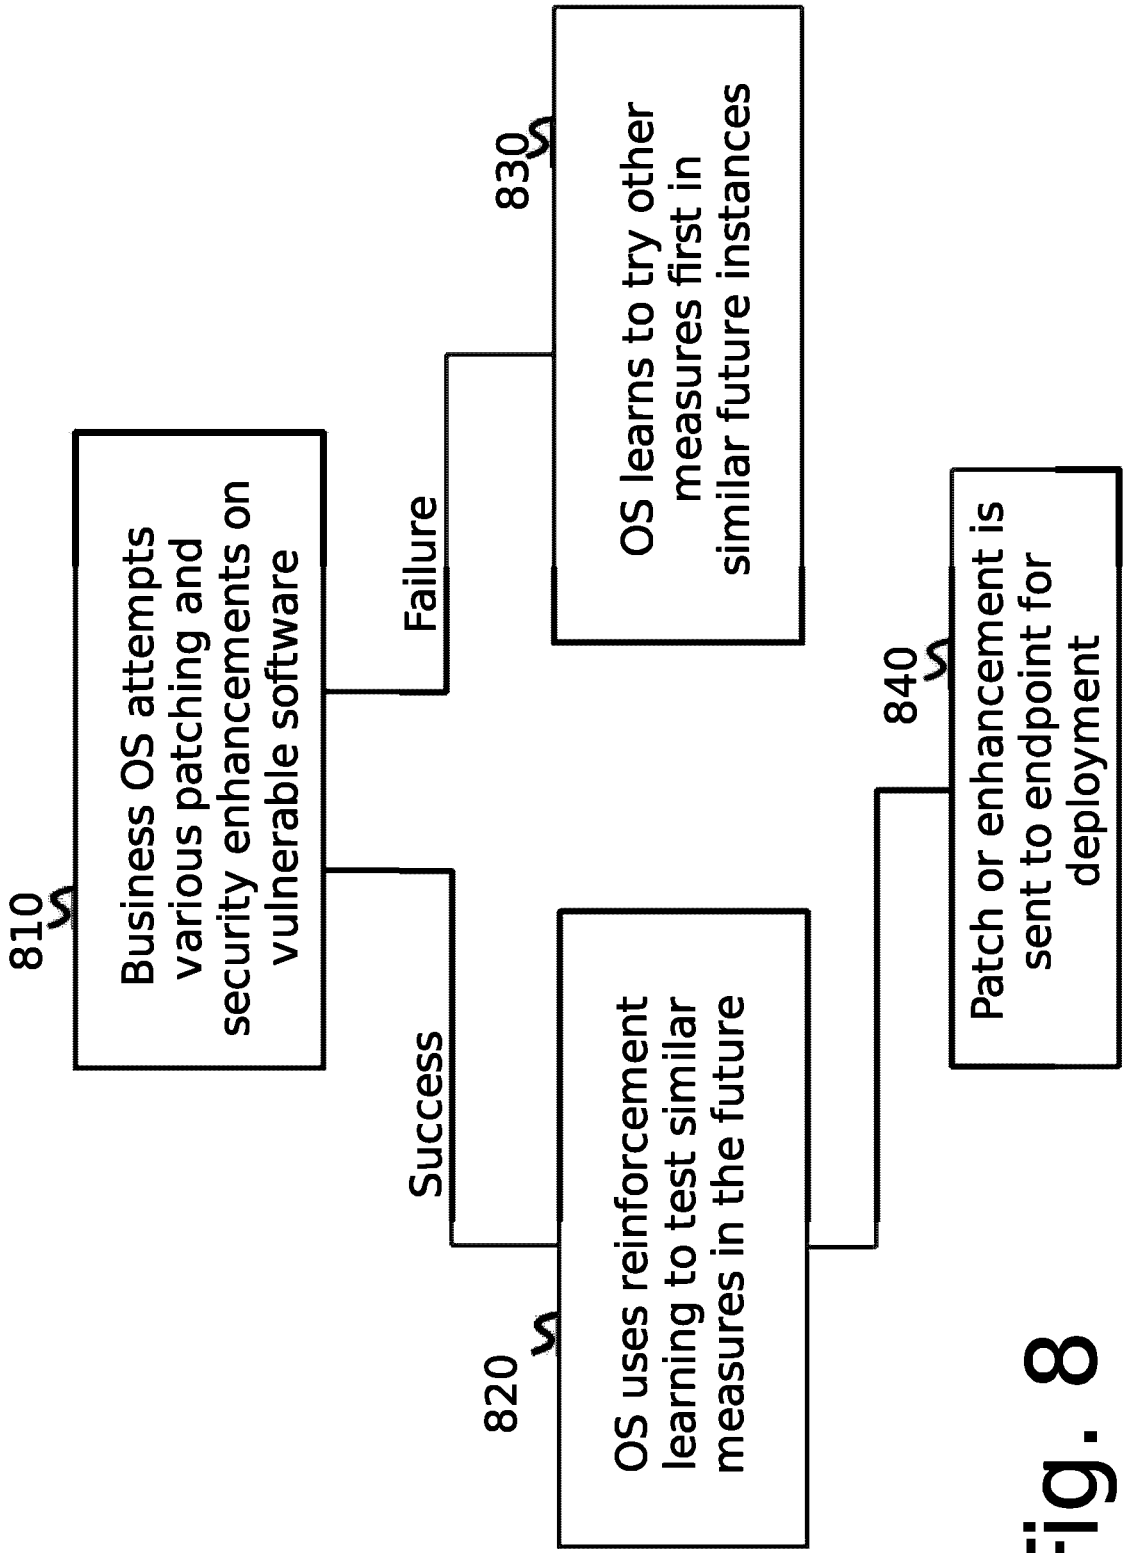 810
Business OS attempts
various patching and
security enhancements on
vulnerable software
Success
Failure
820
OS uses reinforcement
learning to test similar
measures in the future
830
OS learns to try other
measures first in
similar future instances
840
Patch or enhancement is
sent to endpoint for
deployment
Fig. 8